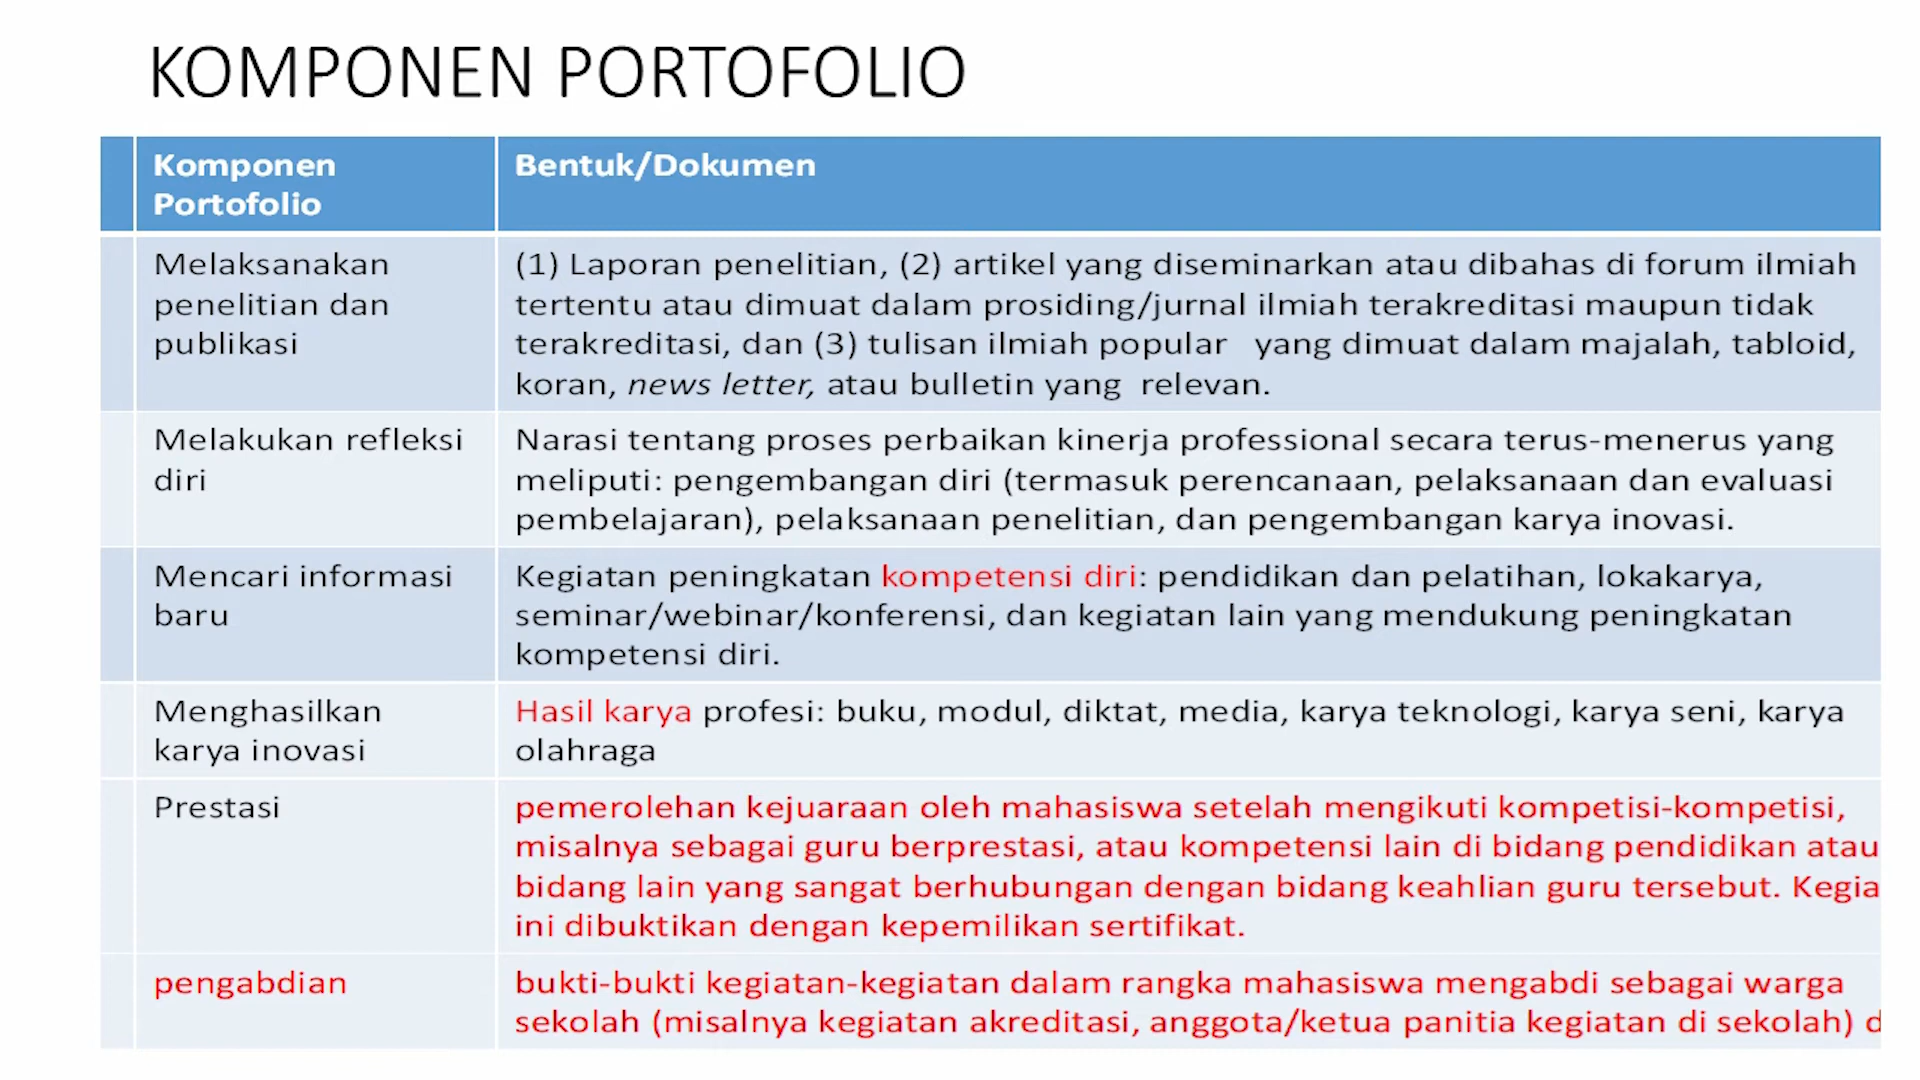 KOMPONEN PORTOFOLIO
Komponen
Portofolio
Bentuk/Dokumen
Melaksanakan
penelitian dan
publikasi
(1) Laporan penelitian, (2) artikel yang diseminarkan atau dibahas di forum ilmiah
tertentu atau dimuat dalam prosiding/jurnal ilmiah terakreditasi maupun tidak
terakreditasi, dan (3) tulisan ilmiah popular yang dimuat dalam majalah, tabloid,
koran, news letter, atau bulletin yang relevan.
Melakukan refleksi
diri
Narasi tentang proses perbaikan kinerja professional secara terus-menerus yang
meliputi: pengembangan diri (termasuk perencanaan, pelaksanaan dan evaluasi
pembelajaran), pelaksanaan penelitian, dan pengembangan karya inovasi.
Mencari informasi
baru
Kegiatan peningkatan kompetensi diri: pendidikan dan pelatihan, lokakarya,
seminar/webinar/konferensi, dan kegiatan lain yang mendukung peningkatan
kompetensi diri.
Menghasilkan
karya inovasi
Hasil karya profesi: buku, modul, diktat, media, karya teknologi, karya seni, karya
olahraga
Prestasi
pemerolehan kejuaraan oleh mahasiswa setelah mengikuti kompetisi-kompetisi,
misalnya sebagai guru berprestasi, atau kompetensi lain di bidang pendidikan atau
bidang lain yang sangat berhubungan dengan bidang keahlian guru tersebut. Kegia
ini dibuktikan dengan kepemilikan sertifikat.
pengabdian
bukti-bukti kegiatan-kegiatan dalam rangka mahasiswa mengabdi sebagai warga
sekolah (misalnya kegiatan akreditasi, anggota/ketua panitia kegiatan di sekolah)